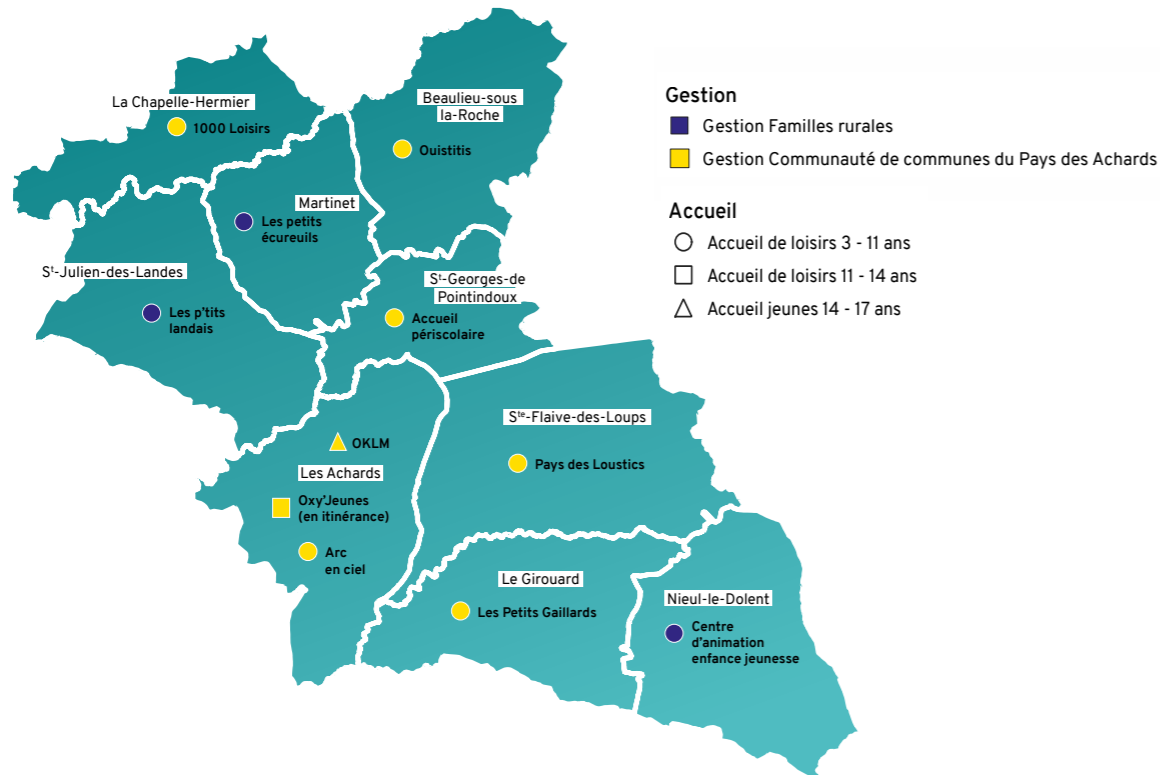 La Chapelle-Hermier
1000 Loisirs
Beaulieu-sous
la-Roche
Ouistitis
Martinet
Les petits
écureuils
St-Julien-des-Landes
Les p'tits
landais
St-Georges-de
Pointindoux
Accueil
périscolaire
Ste-Flaive-des-Loups
Pays des Loustics
OKLM
Les Achards
Oxy'Jeunes
(en itinérance)
Arc
en ciel
Le Girouard
Les Petits Gaillards
Nieul-le-Dolent
Centre
d'animation
enfance jeunesse
Gestion
Gestion Familles rurales
Gestion Communauté de communes du Pays des Achards
Accueil
Accueil de loisirs 3 - 11 ans
Accueil de loisirs 11 - 14 ans
Accueil jeunes 14 - 17 ans